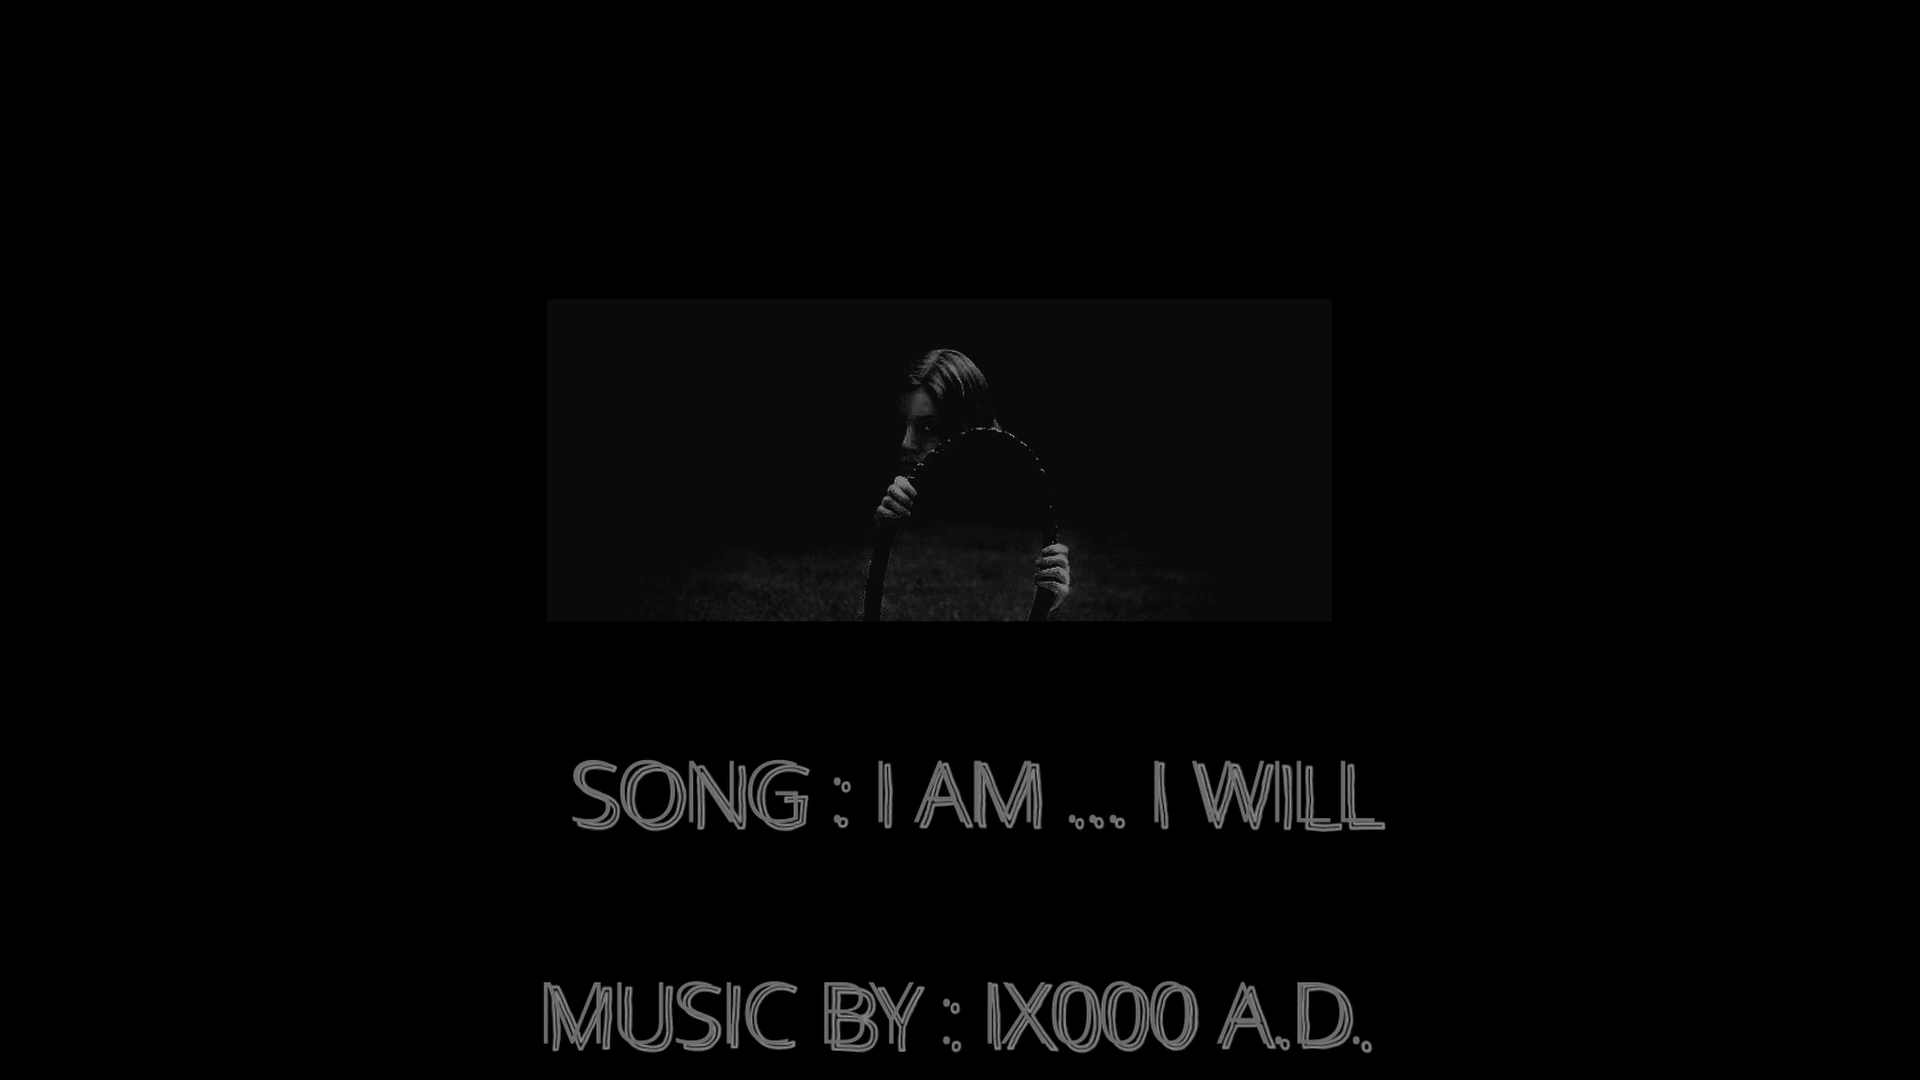 SONG : I AM ... I WILL
MUSIC BY : IX000 A.D.